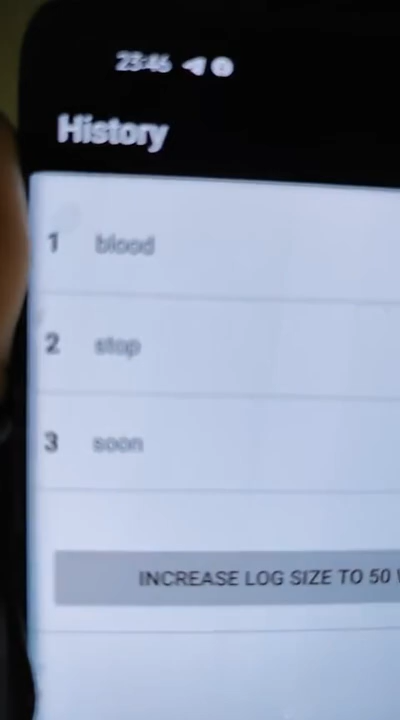 23:46
History
1 blood
2 stop
3 soon
INCREASE LOG SIZE TO 50